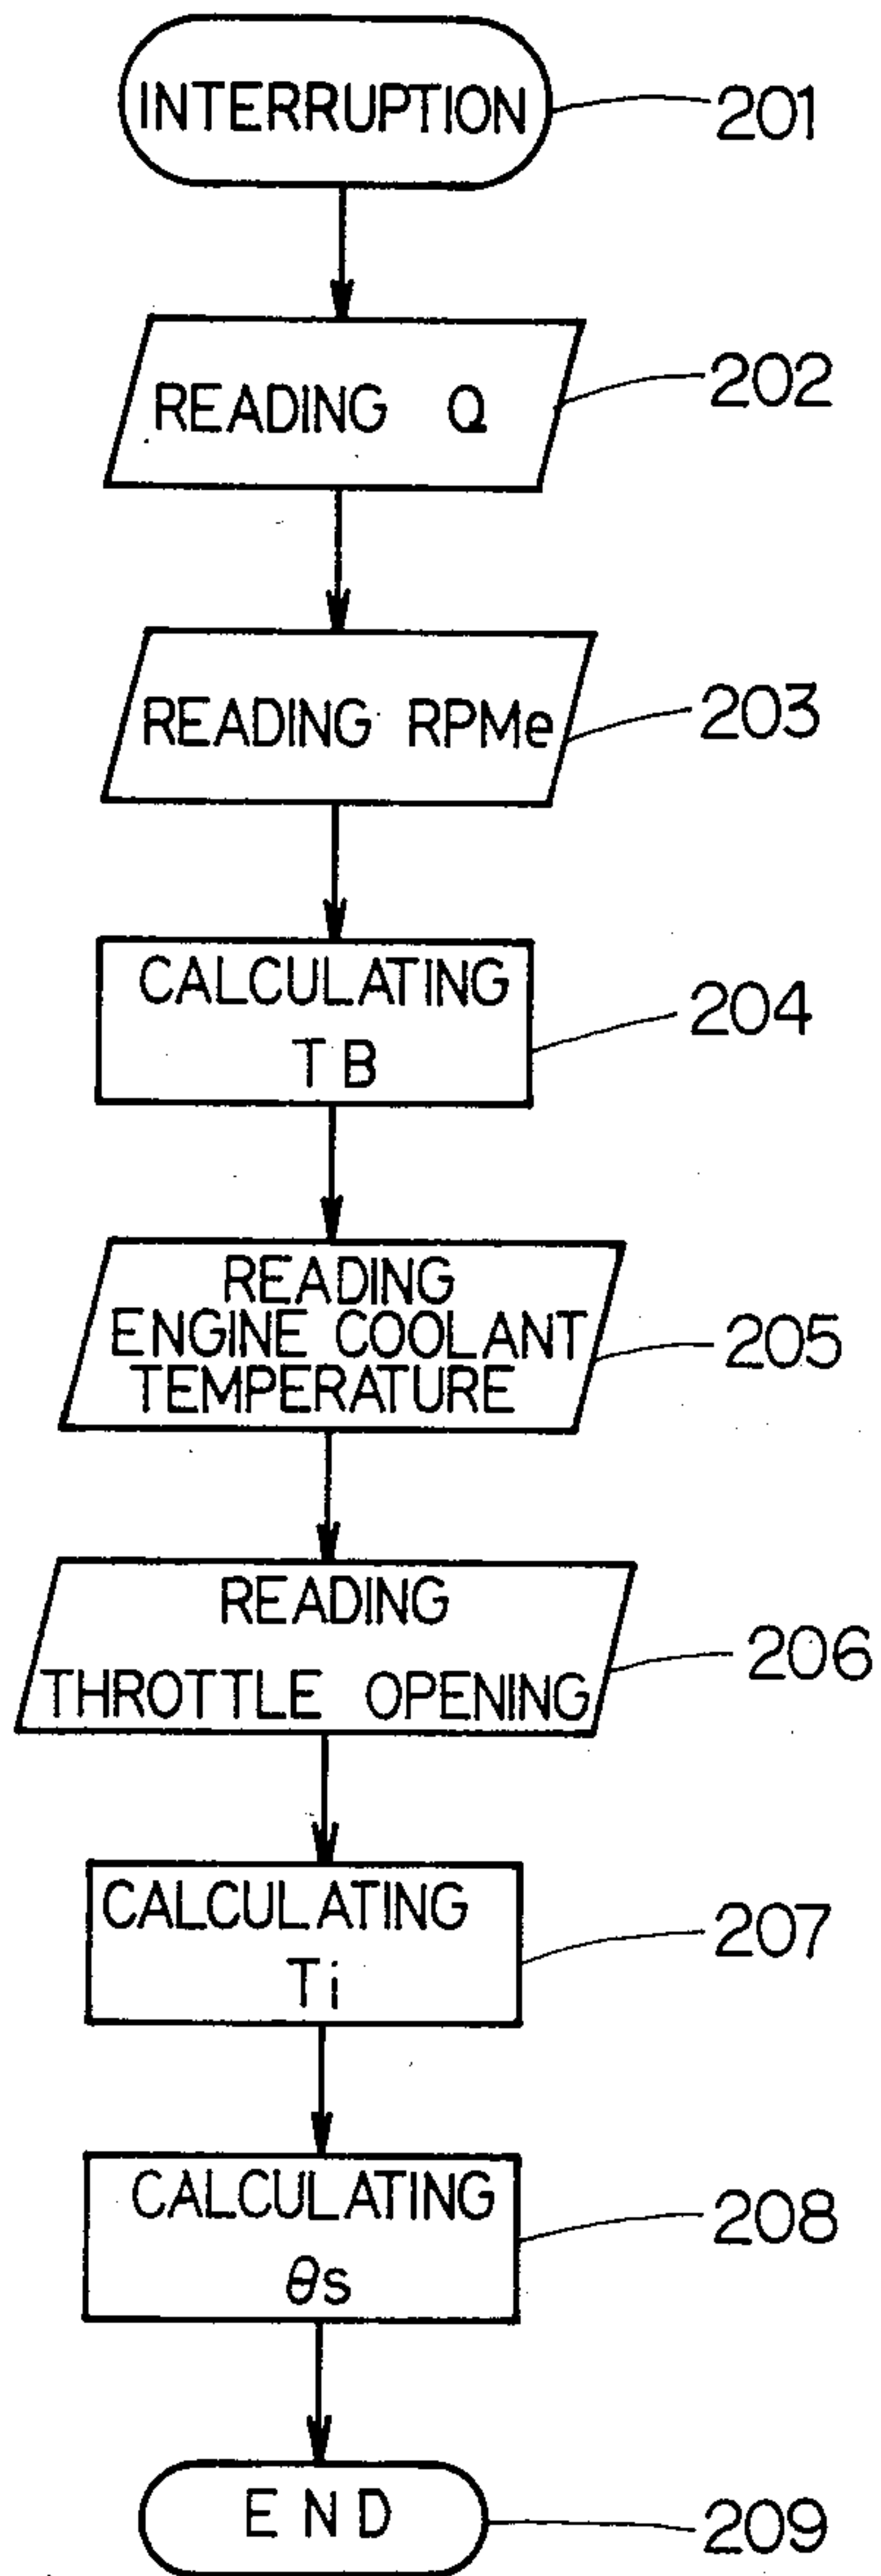 INTERRUPTION
201
READING Q
202
READING RPMe
203
CALCULATING
TB
204
READING
ENGINE COOLANT
TEMPERATURE
205
READING
THROTTLE OPENING
206
CALCULATING
Ti
207
CALCULATING
θs
208
END
209